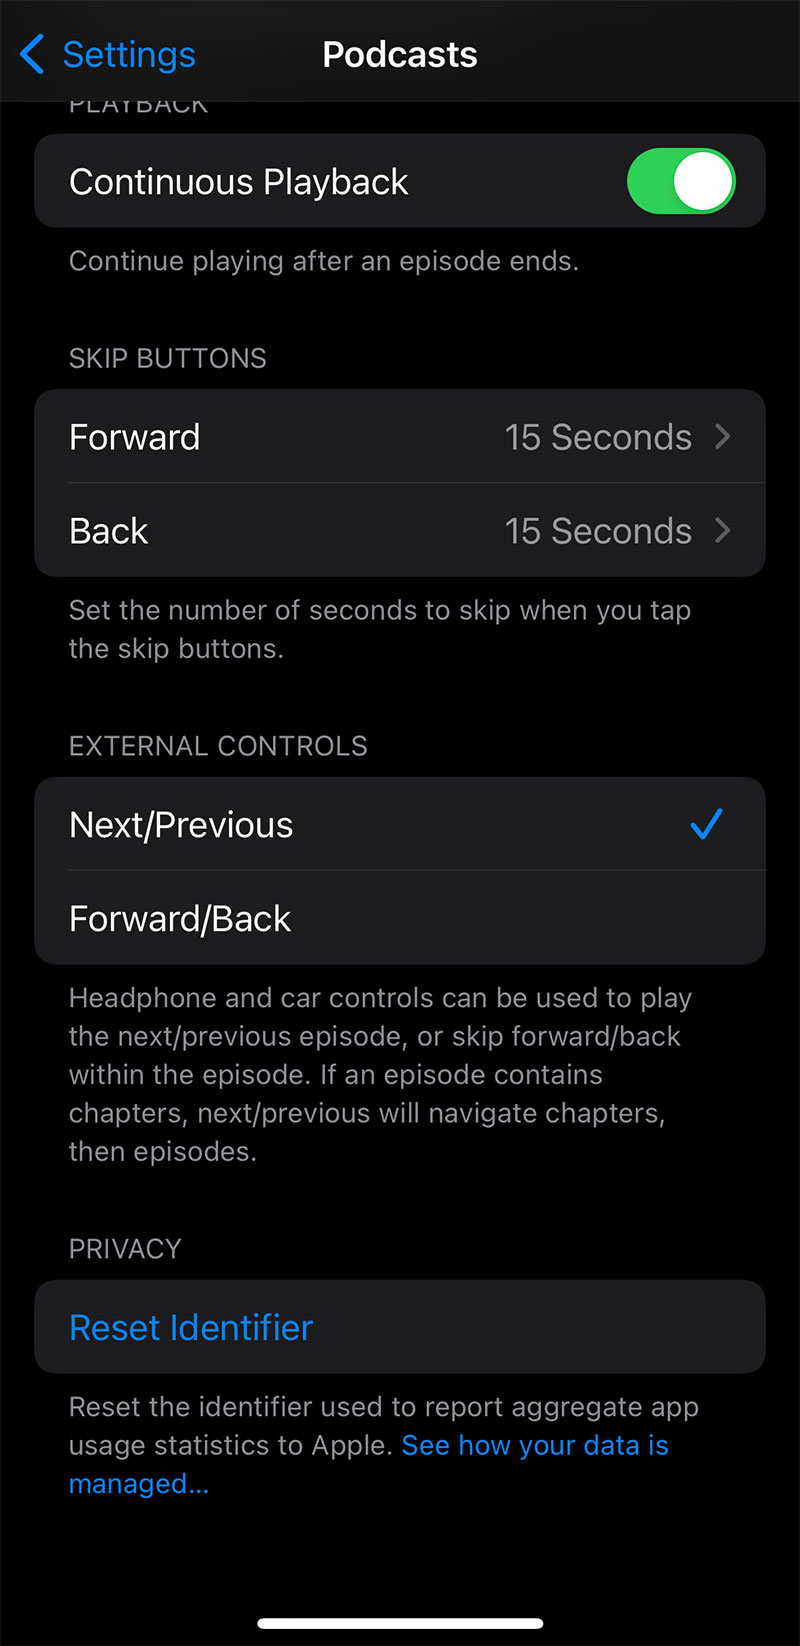 Settings
Podcasts
PLAYBACK
Continuous Playback
Continue playing after an episode ends.
SKIP BUTTONS
Forward 15 Seconds
Back 15 Seconds
Set the number of seconds to skip when you tap
the skip buttons.
EXTERNAL CONTROLS
Next/Previous
Forward/Back
Headphone and car controls can be used to play
the next/previous episode, or skip forward/back
within the episode. If an episode contains
chapters, next/previous will navigate chapters,
then episodes.
PRIVACY
Reset Identifier
Reset the identifier used to report aggregate app
usage statistics to Apple. See how your data is
managed...